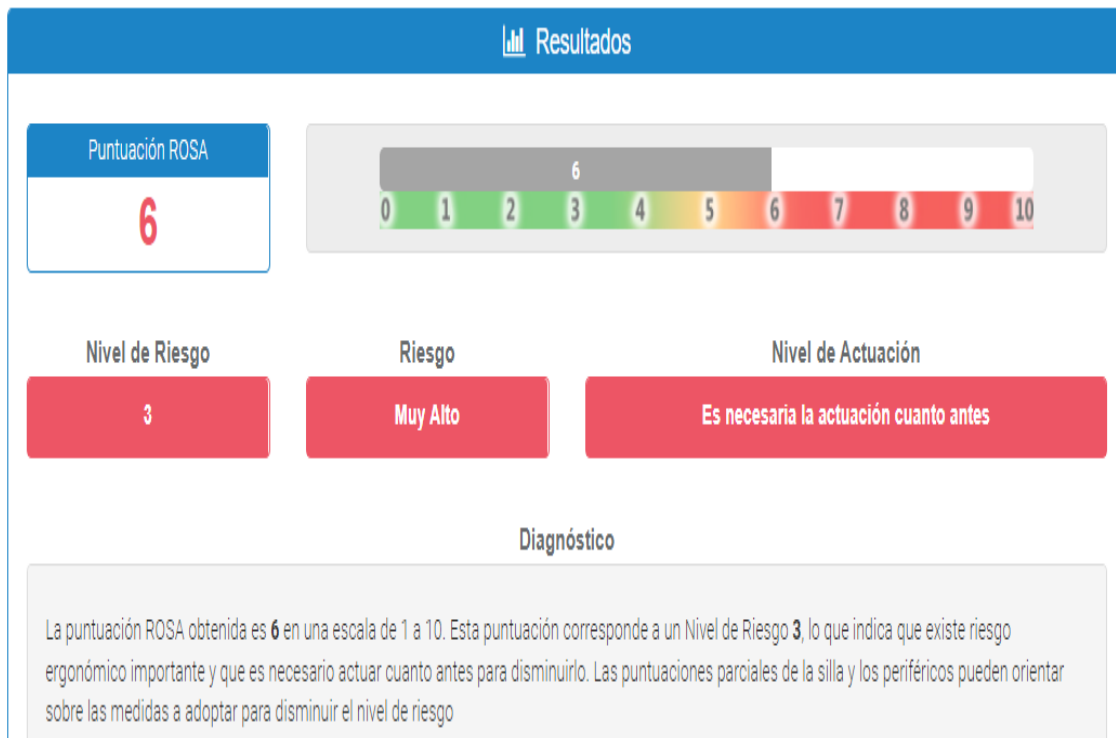 Resultados
Puntuación ROSA
6
6
0 1 2 3 4 5 6 7 8 9 10
Nivel de Riesgo
Riesgo
Nivel de Actuación
3
Muy Alto
Es necesaria la actuación cuanto antes
Diagnóstico
La puntuación ROSA obtenida es 6 en una escala de 1 a 10. Esta puntuación corresponde a un Nivel de Riesgo 3, lo que indica que existe riesgo
ergonómico importante y que es necesario actuar cuanto antes para disminuirlo. Las puntuaciones parciales de la silla y los periféricos pueden orientar
sobre las medidas a adoptar para disminuir el nivel de riesgo